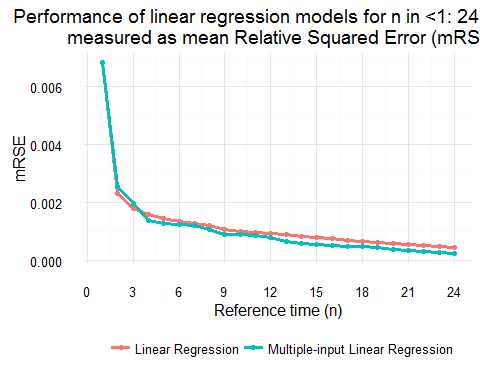 Performance of linear regression models for n in <1: 24
measured as mean Relative Squared Error (mRS
mRSE
0.006
0.004
0.002
0.000
0 3 6 9 12 15 18 21 24
Reference time (n)
Linear Regression Multiple-input Linear Regression